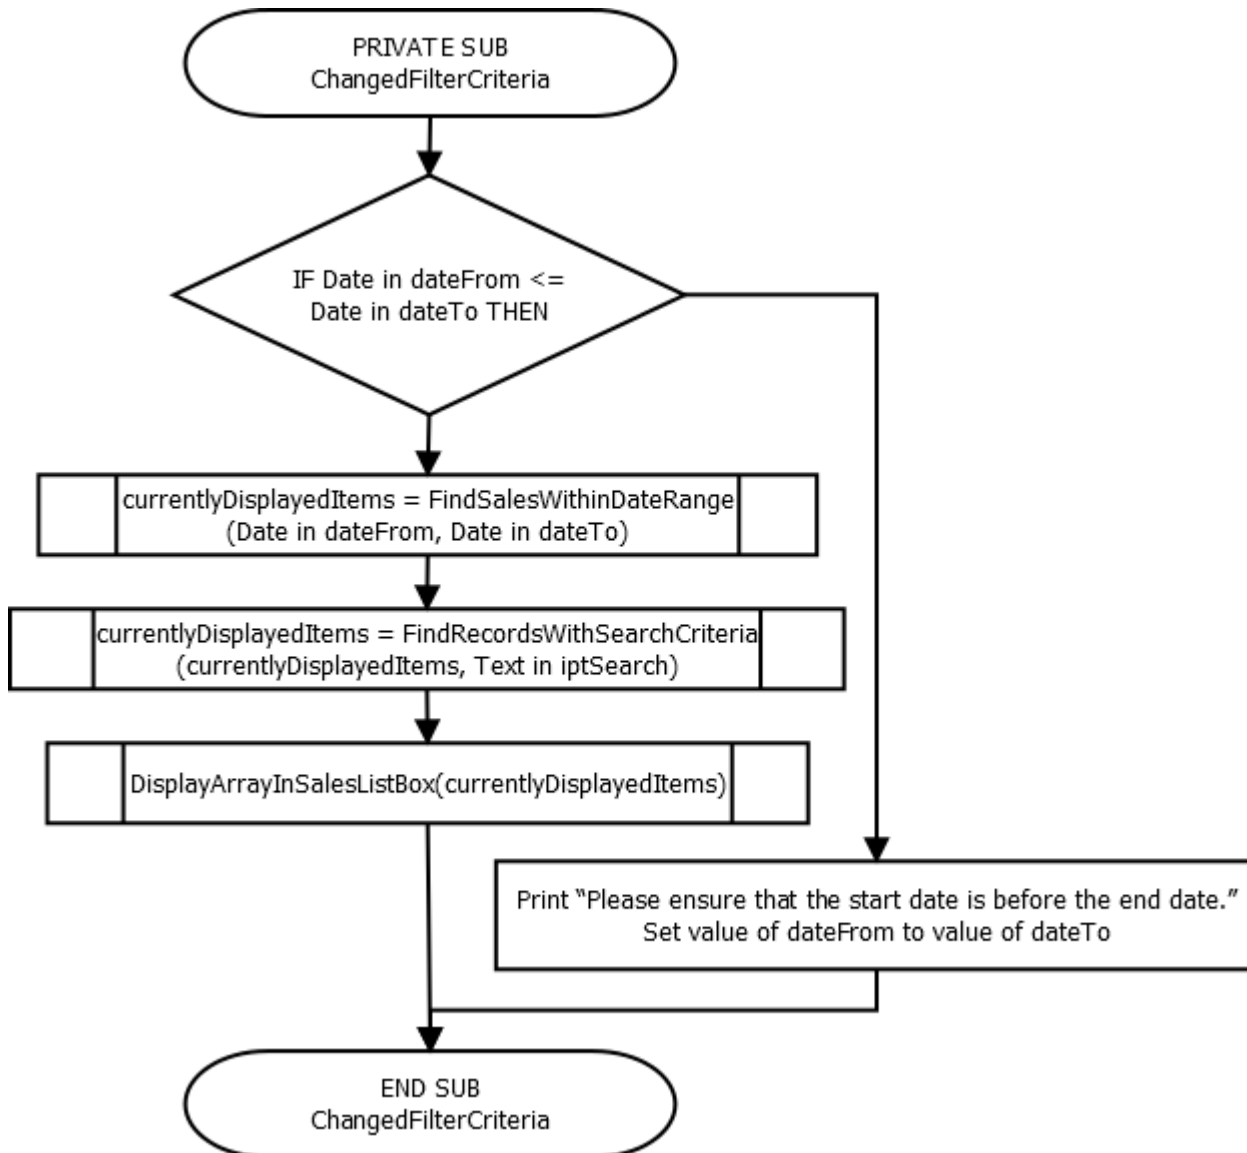 PRIVATE SUB
ChangedFilterCriteria
IF Date in dateFrom <=
Date in dateTo THEN
currentlyDisplayedItems = FindSalesWithinDateRange
(Date in dateFrom, Date in dateTo)
currentlyDisplayedItems = FindRecordsWithSearchCriteria
(currentlyDisplayedItems, Text in iptSearch)
DisplayArrayInSalesListBox(currentlyDisplayedItems)
Print “Please ensure that the start date is before the end date.”
Set value of dateFrom to value of dateTo
END SUB
ChangedFilterCriteria